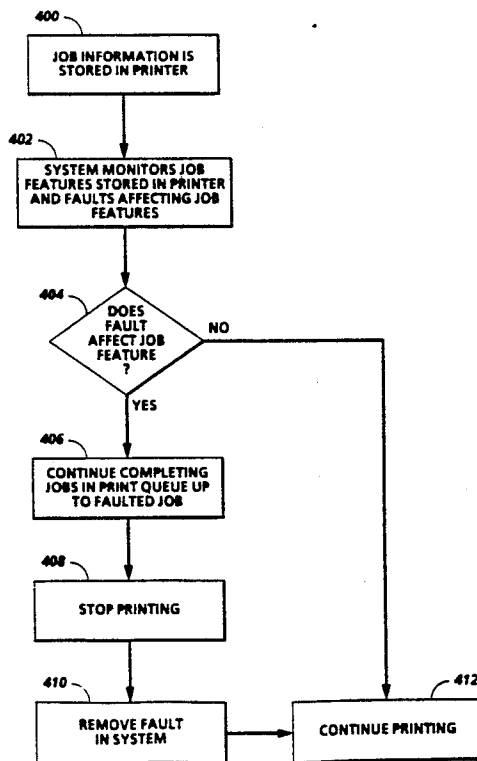 400
JOB INFORMATION IS
STORED IN PRINTER
402
SYSTEM MONITORS JOB
FEATURES STORED IN PRINTER
AND FAULTS AFFECTING JOB
FEATURES
404
DOES
FAULT
AFFECT JOB
FEATURE
?
NO
YES
406
CONTINUE COMPLETING
JOBS IN PRINT QUEUE UP
TO FAULTED JOB
408
STOP PRINTING
410
REMOVE FAULT
IN SYSTEM
412
CONTINUE PRINTING